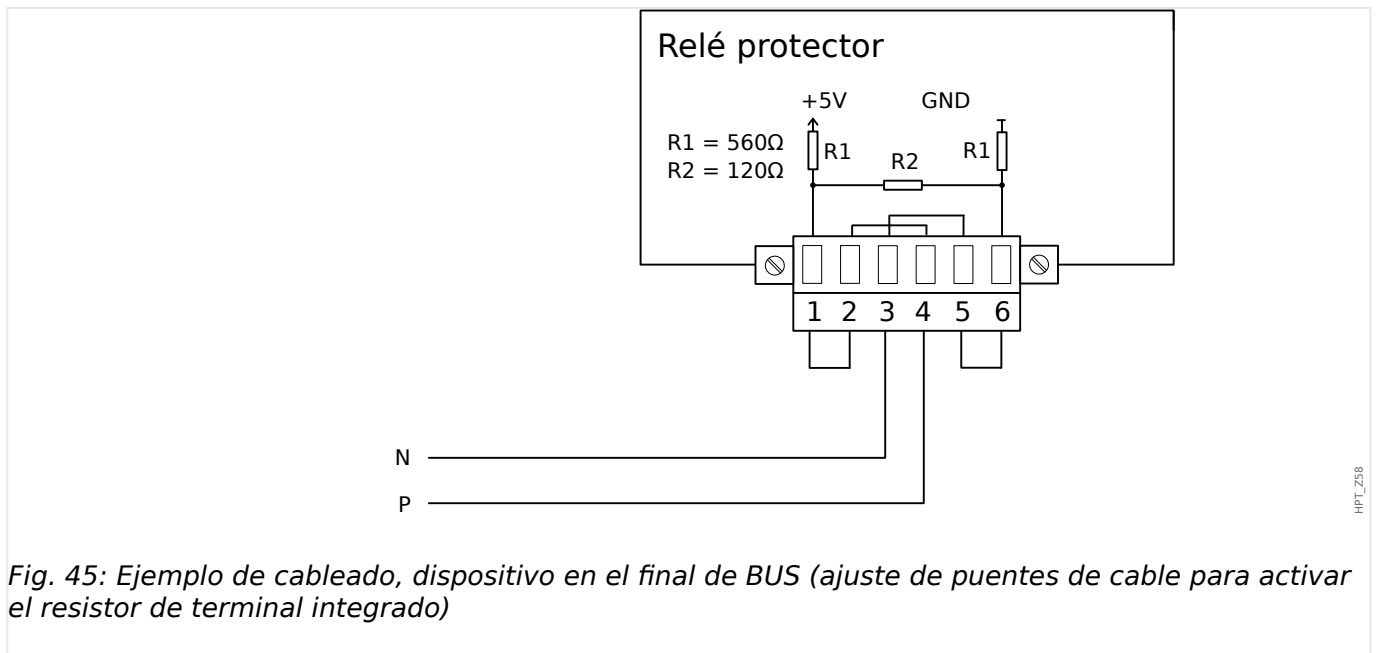 Relé protector
+5V GND
R1 = 560Ω
R2 = 120Ω
R1 R2 R1
1 2 3 4 5 6
N
P
HPT_Z58
Fig. 45: Ejemplo de cableado, dispositivo en el final de BUS (ajuste de puentes de cable para activar
el resistor de terminal integrado)